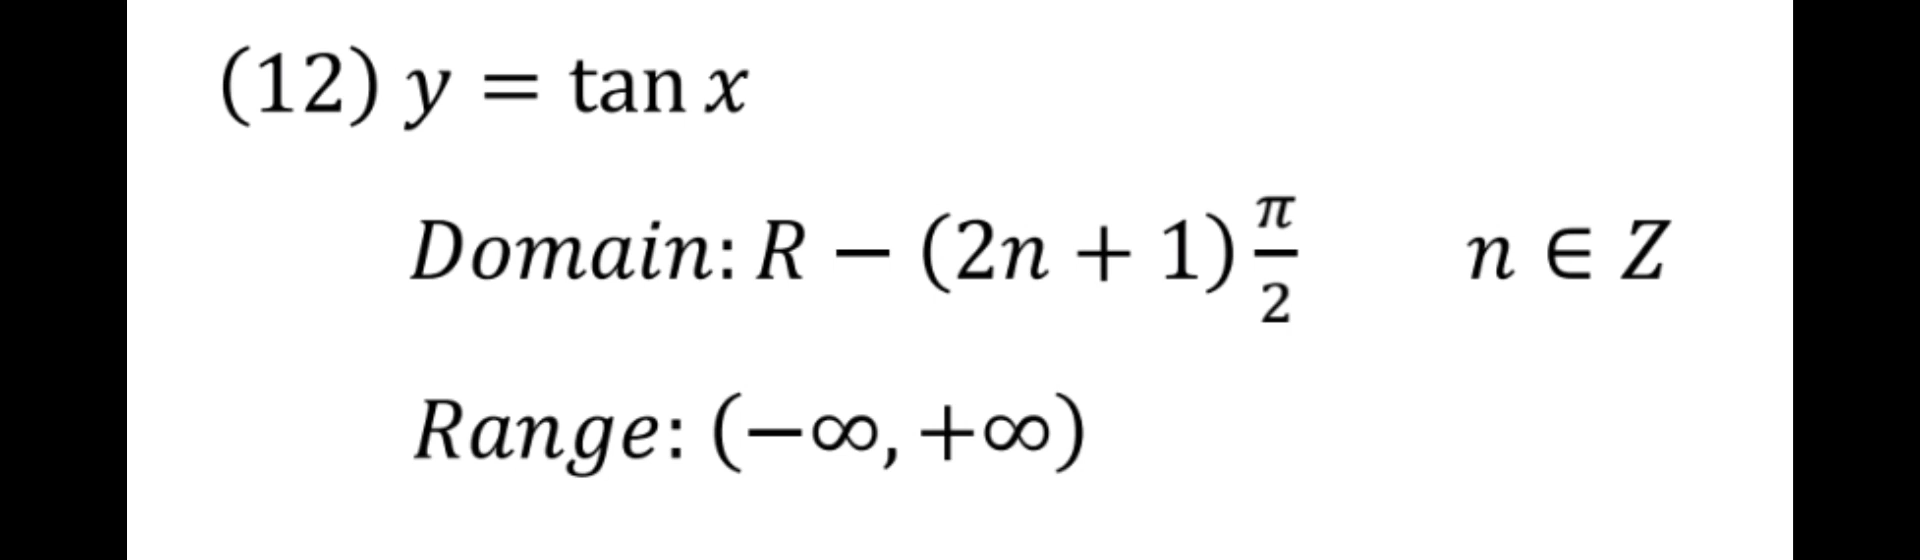 (12) y = tan x
Domain: R − (2n + 1) π/2 n ∈ Z
Range: (−∞, +∞)